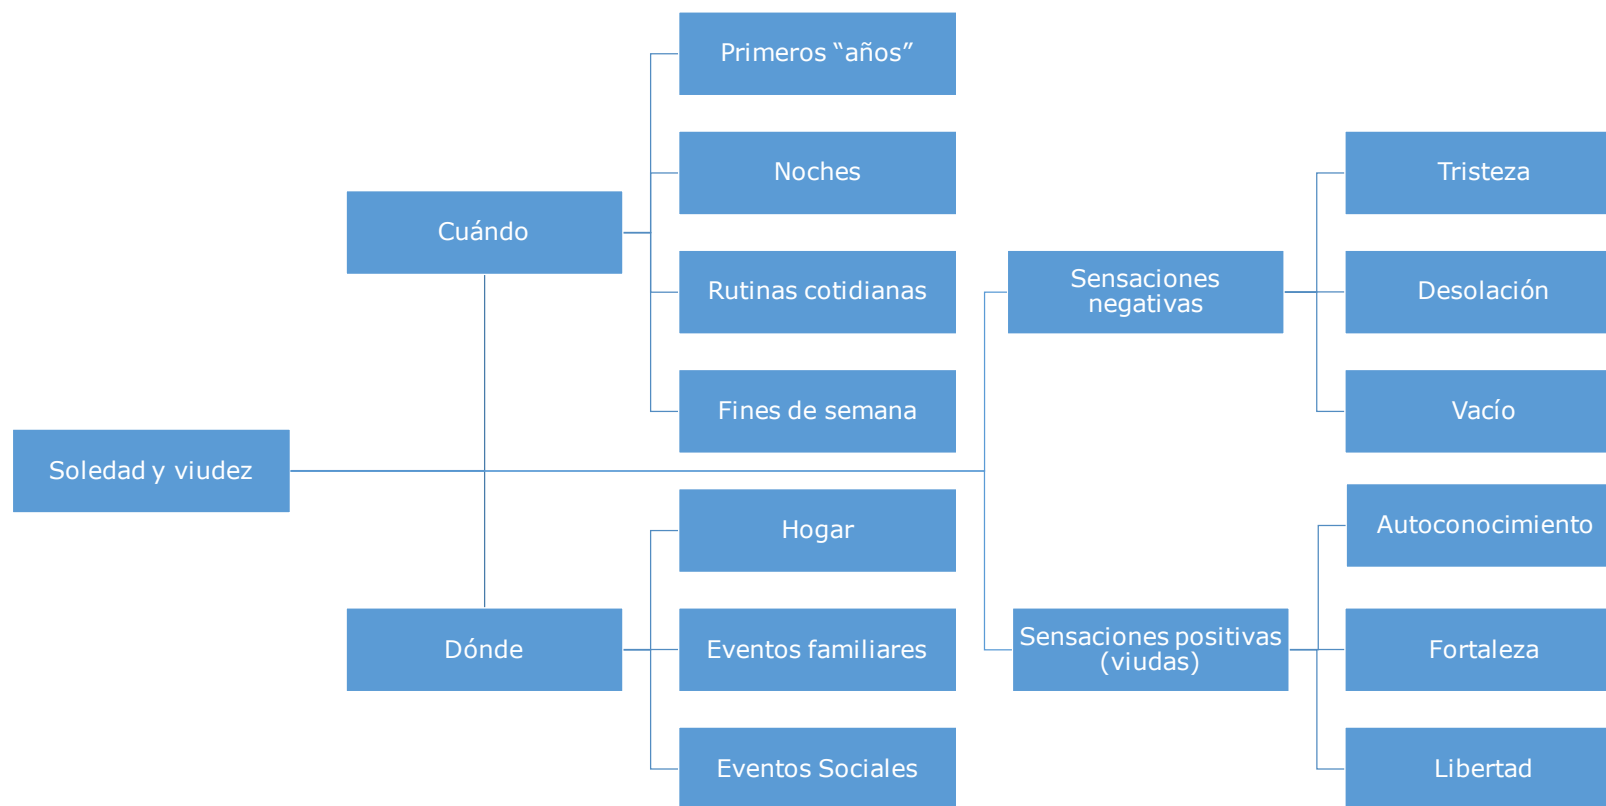 Soledad y viudez
Cuándo
Primeros “años”
Noches
Rutinas cotidianas
Fines de semana
Dónde
Hogar
Eventos familiares
Eventos Sociales
Sensaciones
negativas
Tristeza
Desolación
Vacío
Sensaciones positivas
(viudas)
Autoconocimiento
Fortaleza
Libertad